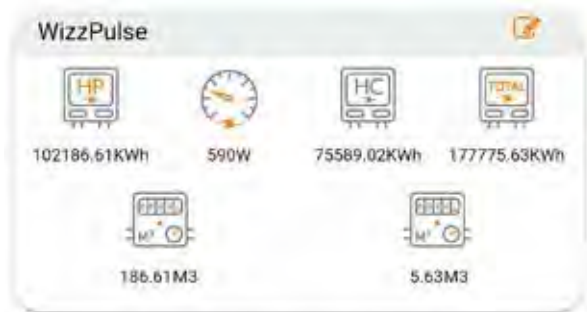 WizzPulse
HP HC TOTAL
102186.61KWh 590W 75589.02KWh 177775.63KWh
M³ M³
186.61M3 5.63M3